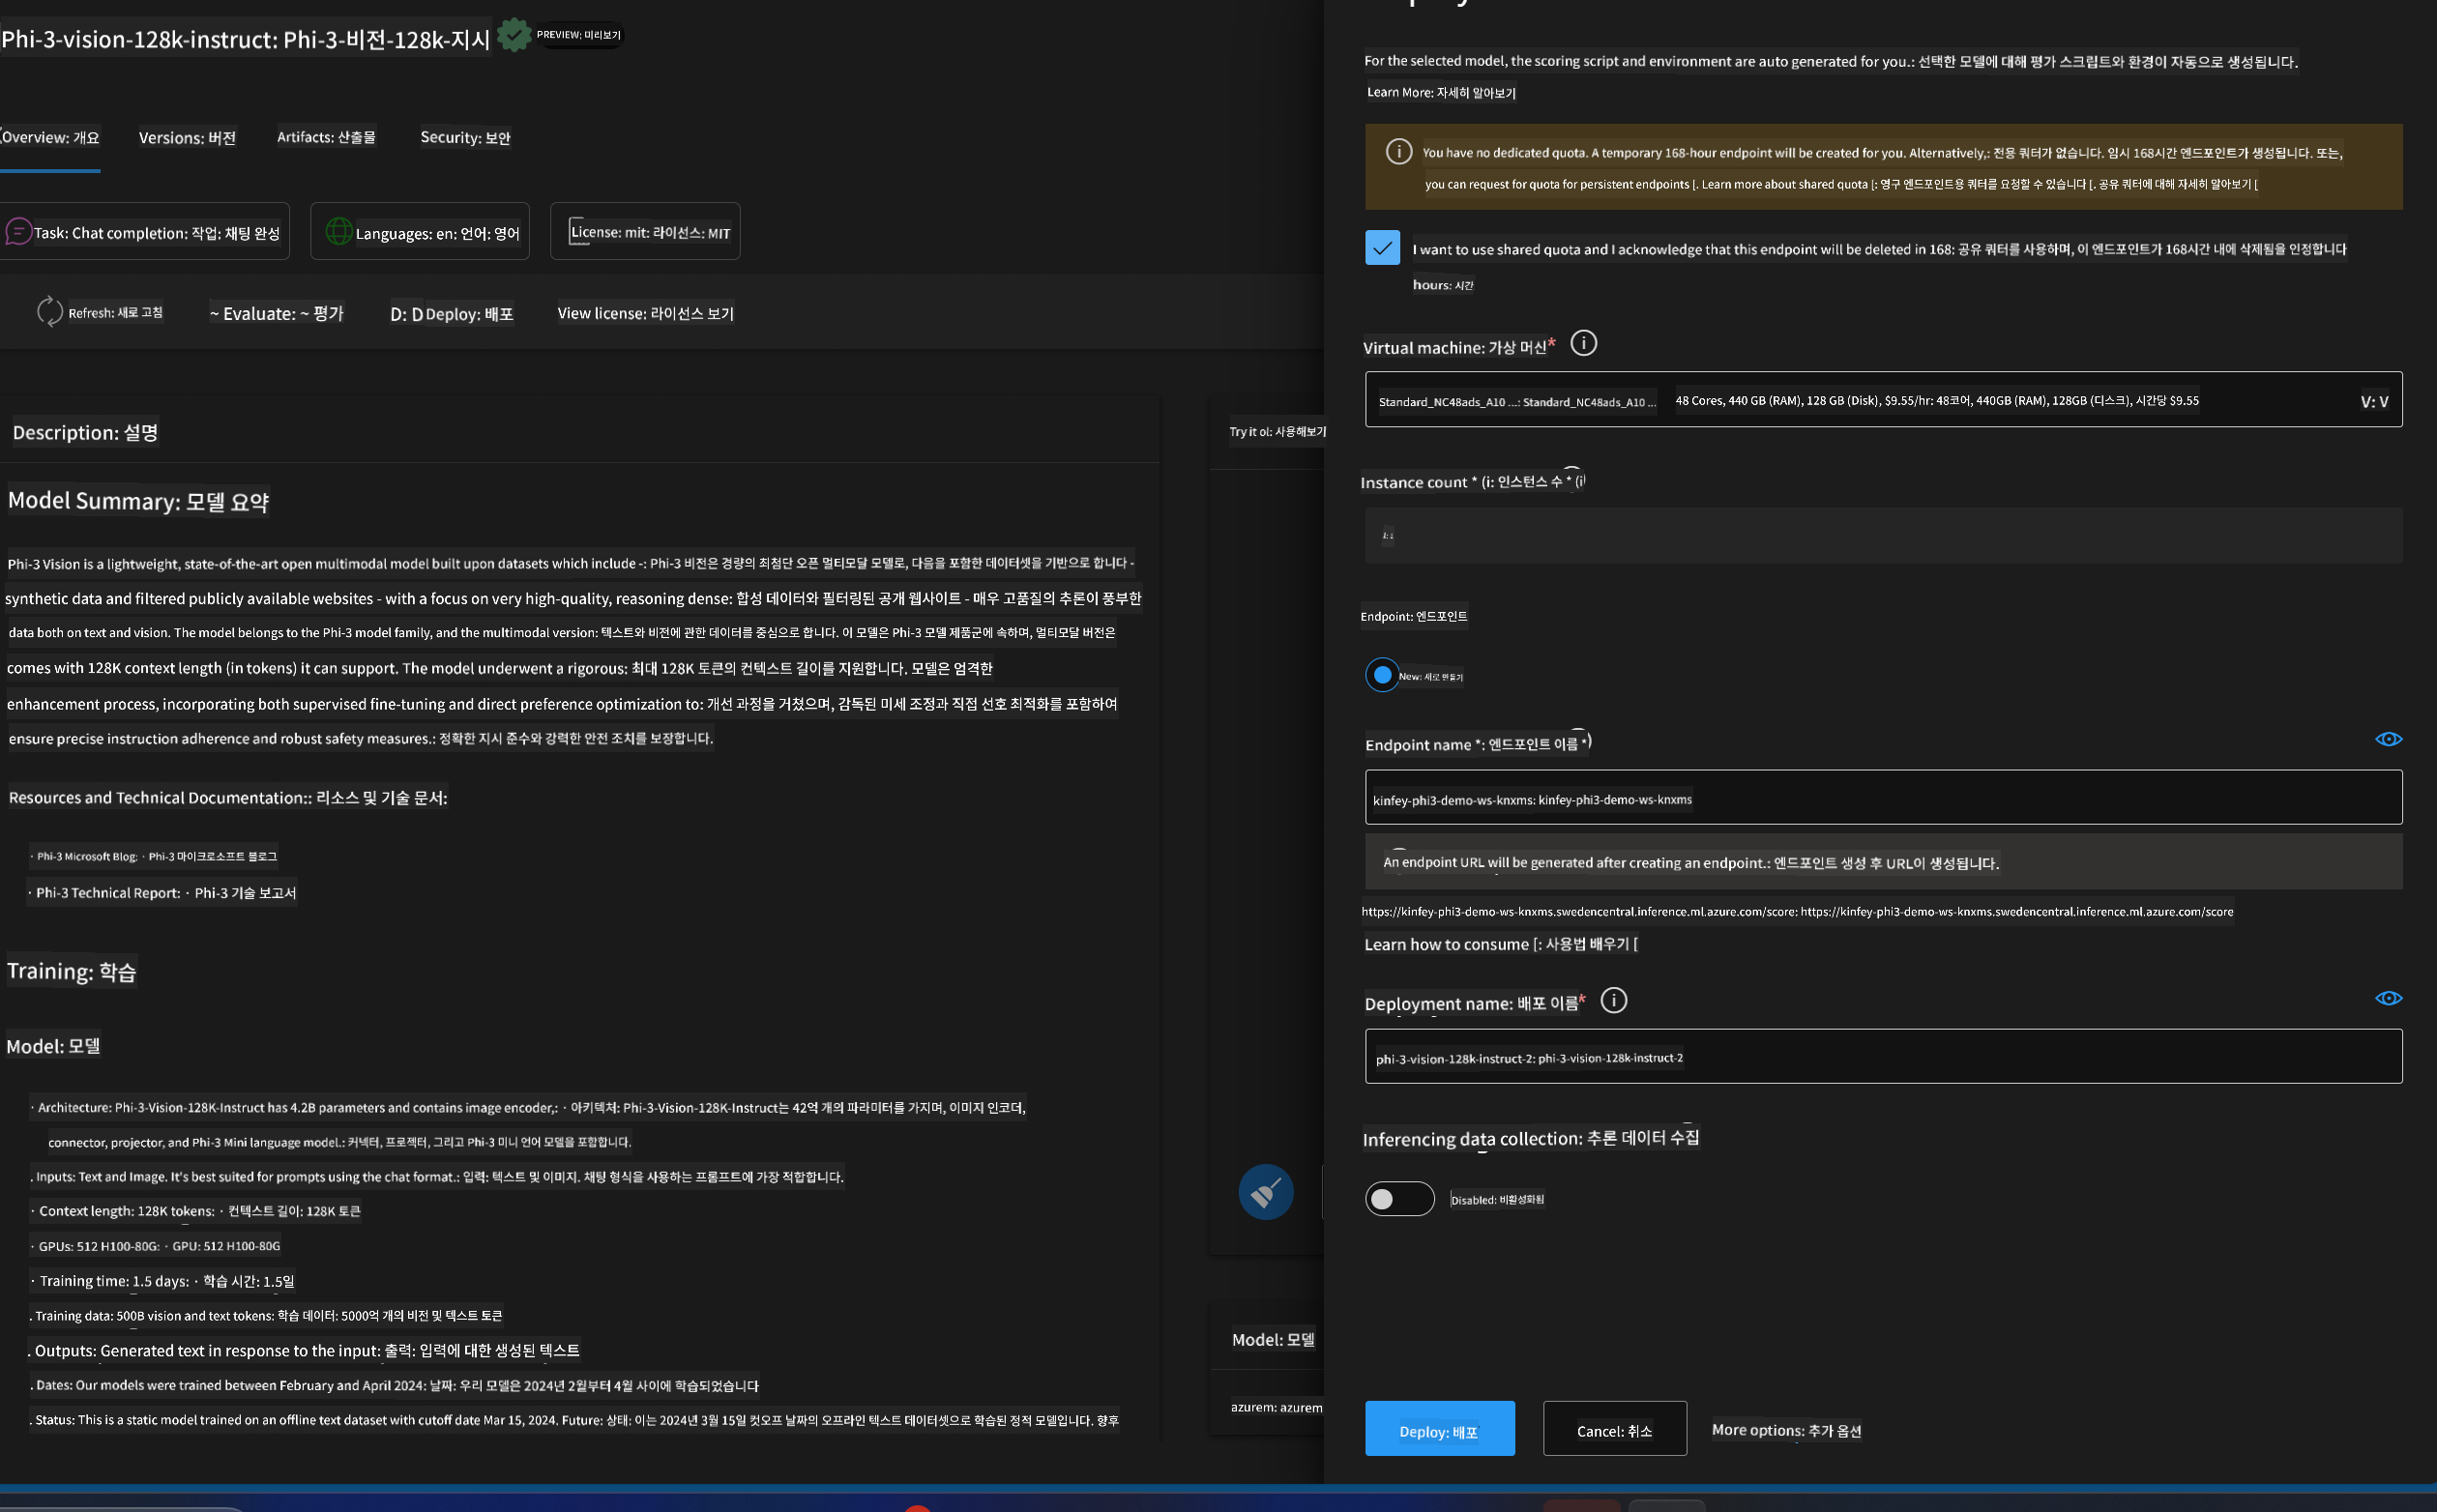 Phi-3-vision-128k-instruct: Phi-3-비전-128k-지시
PREVIEW: 미리보기
Overview: 개요
Versions: 버전
Artifacts: 산출물
Security: 보안
Task: Chat completion: 작업: 채팅 완성
Languages: en: 언어: 영어
License: mit: 라이선스: MIT
Refresh: 새로 고침
~ Evaluate: ~ 평가
D: D Deploy: 배포
View license: 라이선스 보기
Description: 설명
Model Summary: 모델 요약
Phi-3 Vision is a lightweight, state-of-the-art open multimodal model built upon datasets which include -: Phi-3 비전은 경량의 최첨단 오픈 멀티모달 모델로, 다음을 포함한 데이터셋을 기반으로 합니다 -
synthetic data and filtered publicly available websites - with a focus on very high-quality, reasoning dense: 합성 데이터와 필터링된 공개 웹사이트 - 매우 고품질의 추론이 풍부한
data both on text and vision. The model belongs to the Phi-3 model family, and the multimodal version: 텍스트와 비전에 관한 데이터를 중심으로 합니다. 이 모델은 Phi-3 모델 제품군에 속하며, 멀티모달 버전은
comes with 128K context length (in tokens) it can support. The model underwent a rigorous: 최대 128K 토큰의 컨텍스트 길이를 지원합니다. 모델은 엄격한
enhancement process, incorporating both supervised fine-tuning and direct preference optimization to: 개선 과정을 거쳤으며, 감독된 미세 조정과 직접 선호 최적화를 포함하여
ensure precise instruction adherence and robust safety measures.: 정확한 지시 준수와 강력한 안전 조치를 보장합니다.
Resources and Technical Documentation:: 리소스 및 기술 문서:
· Phi-3 Microsoft Blog: · Phi-3 마이크로소프트 블로그
· Phi-3 Technical Report: · Phi-3 기술 보고서
Training: 학습
Model: 모델
· Architecture: Phi-3-Vision-128K-Instruct has 4.2B parameters and contains image encoder,: · 아키텍처: Phi-3-Vision-128K-Instruct는 42억 개의 파라미터를 가지며, 이미지 인코더,
connector, projector, and Phi-3 Mini language model.: 커넥터, 프로젝터, 그리고 Phi-3 미니 언어 모델을 포함합니다.
. Inputs: Text and Image. It's best suited for prompts using the chat format.: 입력: 텍스트 및 이미지. 채팅 형식을 사용하는 프롬프트에 가장 적합합니다.
· Context length: 128K tokens: · 컨텍스트 길이: 128K 토큰
· GPUs: 512 H100-80G: · GPU: 512 H100-80G
· Training time: 1.5 days: · 학습 시간: 1.5일
. Training data: 500B vision and text tokens: 학습 데이터: 5000억 개의 비전 및 텍스트 토큰
. Outputs: Generated text in response to the input: 출력: 입력에 대한 생성된 텍스트
. Dates: Our models were trained between February and April 2024: 날짜: 우리 모델은 2024년 2월부터 4월 사이에 학습되었습니다
. Status: This is a static model trained on an offline text dataset with cutoff date Mar 15, 2024. Future: 상태: 이는 2024년 3월 15일 컷오프 날짜의 오프라인 텍스트 데이터셋으로 학습된 정적 모델입니다. 향후
Try it ol: 사용해보기
Model: 모델
azurem: azurem
For the selected model, the scoring script and environment are auto generated for you.: 선택한 모델에 대해 평가 스크립트와 환경이 자동으로 생성됩니다.
Learn More: 자세히 알아보기
You have no dedicated quota. A temporary 168-hour endpoint will be created for you. Alternatively,: 전용 쿼터가 없습니다. 임시 168시간 엔드포인트가 생성됩니다. 또는,
you can request for quota for persistent endpoints [. Learn more about shared quota [: 영구 엔드포인트용 쿼터를 요청할 수 있습니다 [. 공유 쿼터에 대해 자세히 알아보기 [
I want to use shared quota and I acknowledge that this endpoint will be deleted in 168: 공유 쿼터를 사용하며, 이 엔드포인트가 168시간 내에 삭제됨을 인정합니다
hours: 시간
Virtual machine: 가상 머신*
Standard_NC48ads_A10 ...: Standard_NC48ads_A10 ... 48 Cores, 440 GB (RAM), 128 GB (Disk), $9.55/hr: 48코어, 440GB (RAM), 128GB (디스크), 시간당 $9.55 V: V
Instance count * (i: 인스턴스 수 * (i
Endpoint: 엔드포인트
New: 새로 만들기
Endpoint name *: 엔드포인트 이름 *
kinfey-phi3-demo-ws-knxms: kinfey-phi3-demo-ws-knxms
An endpoint URL will be generated after creating an endpoint.: 엔드포인트 생성 후 URL이 생성됩니다.
https://kinfey-phi3-demo-ws-knxms.swedencentral.inference.ml.azure.com/score: https://kinfey-phi3-demo-ws-knxms.swedencentral.inference.ml.azure.com/score
Learn how to consume [: 사용법 배우기 [
Deployment name: 배포 이름*
phi-3-vision-128k-instruct-2: phi-3-vision-128k-instruct-2
Inferencing data collection: 추론 데이터 수집
Disabled: 비활성화됨
Deploy: 배포
Cancel: 취소
More options: 추가 옵션